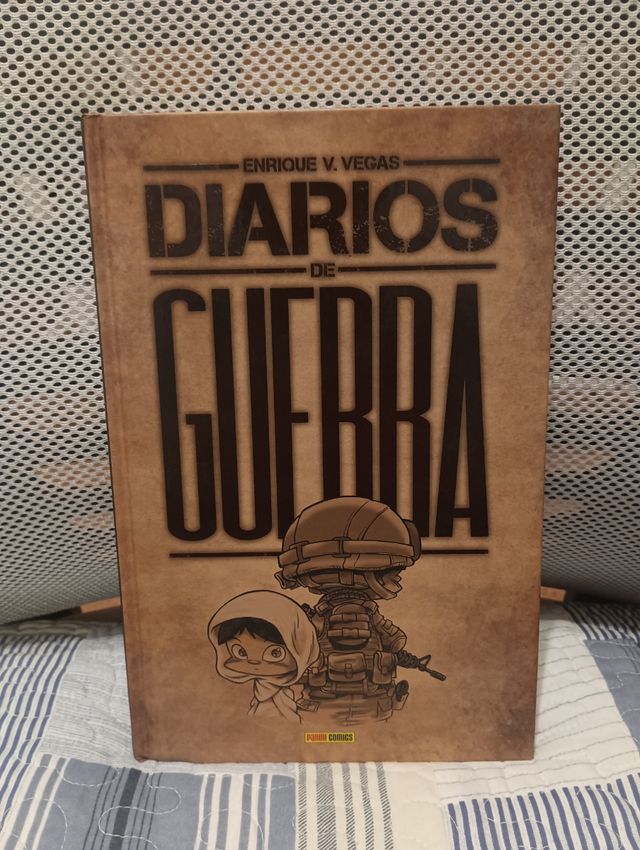 ENRIQUE V. VEGAS
DIARIOS
DE
GUERRA
PANINI COMICS